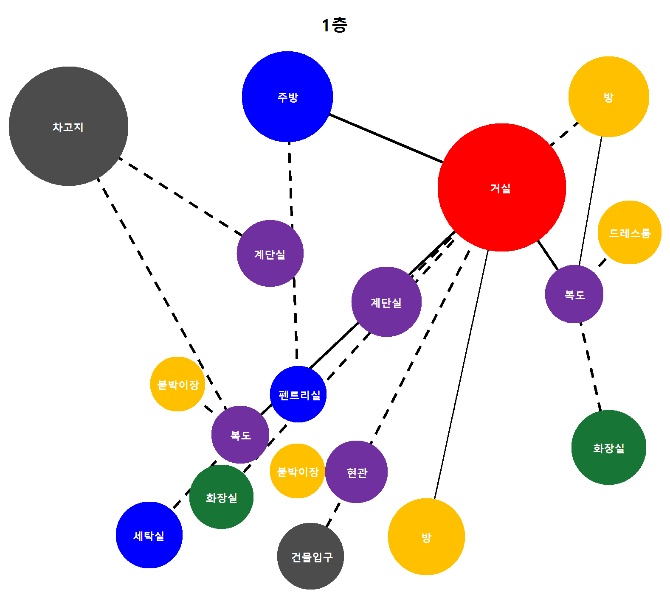 1층
주방
방
차고지
거실
드레스룸
계단실
계단실
복도
붙박이장
펜트리실
복도
화장실
붙박이장
현관
화장실
세탁실
방
건물입구